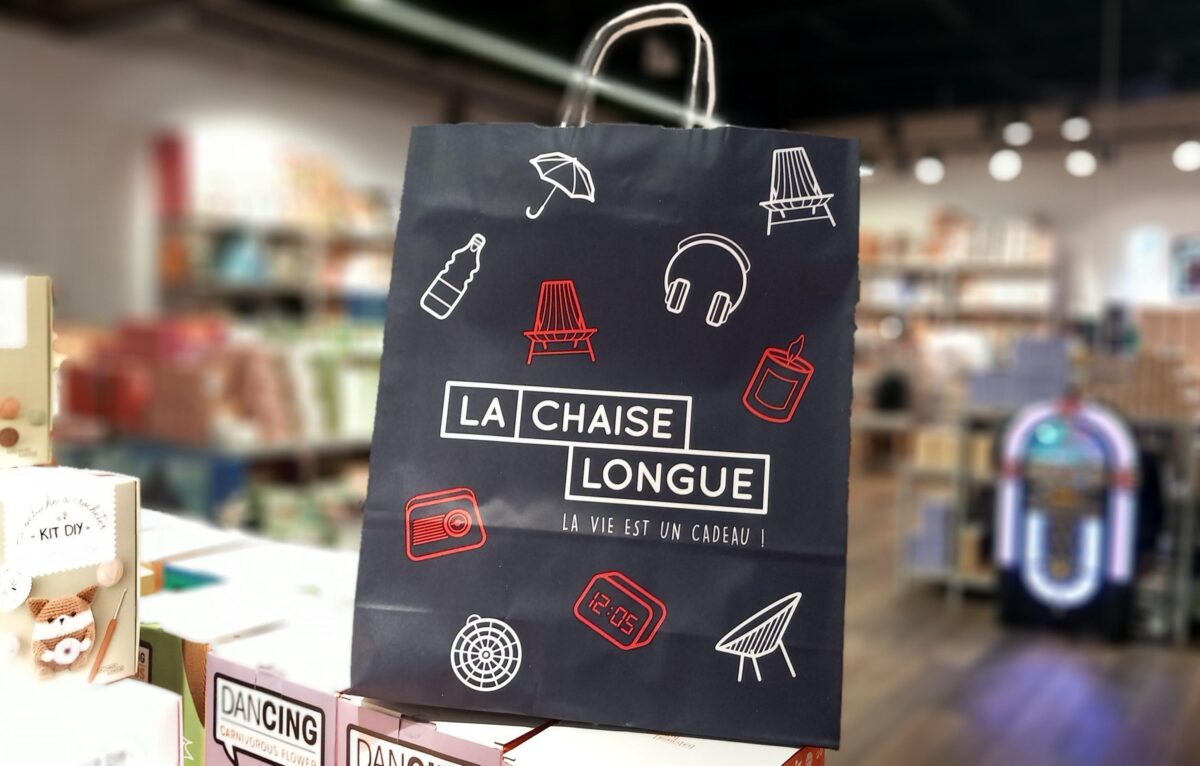 LA CHAISE
LONGUE
LA VIE EST UN CADEAU !
12:05
KIT DIY
DANCING
CARNIVOROUS FLOWER